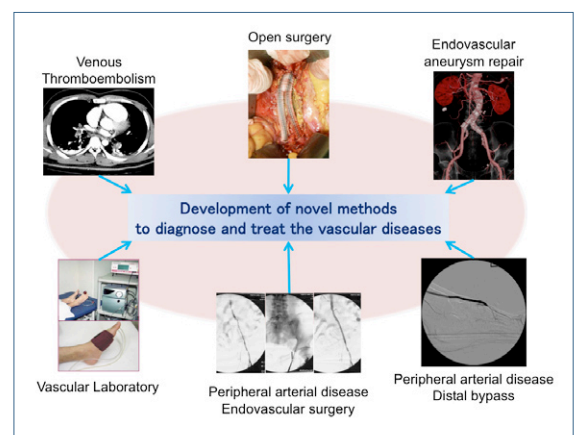 Venous
Thromboembolism
Open surgery
Endovascular
aneurysm repair
Development of novel methods
to diagnose and treat the vascular diseases
Vascular Laboratory
Peripheral arterial disease
Endovascular surgery
Peripheral arterial disease
Distal bypass